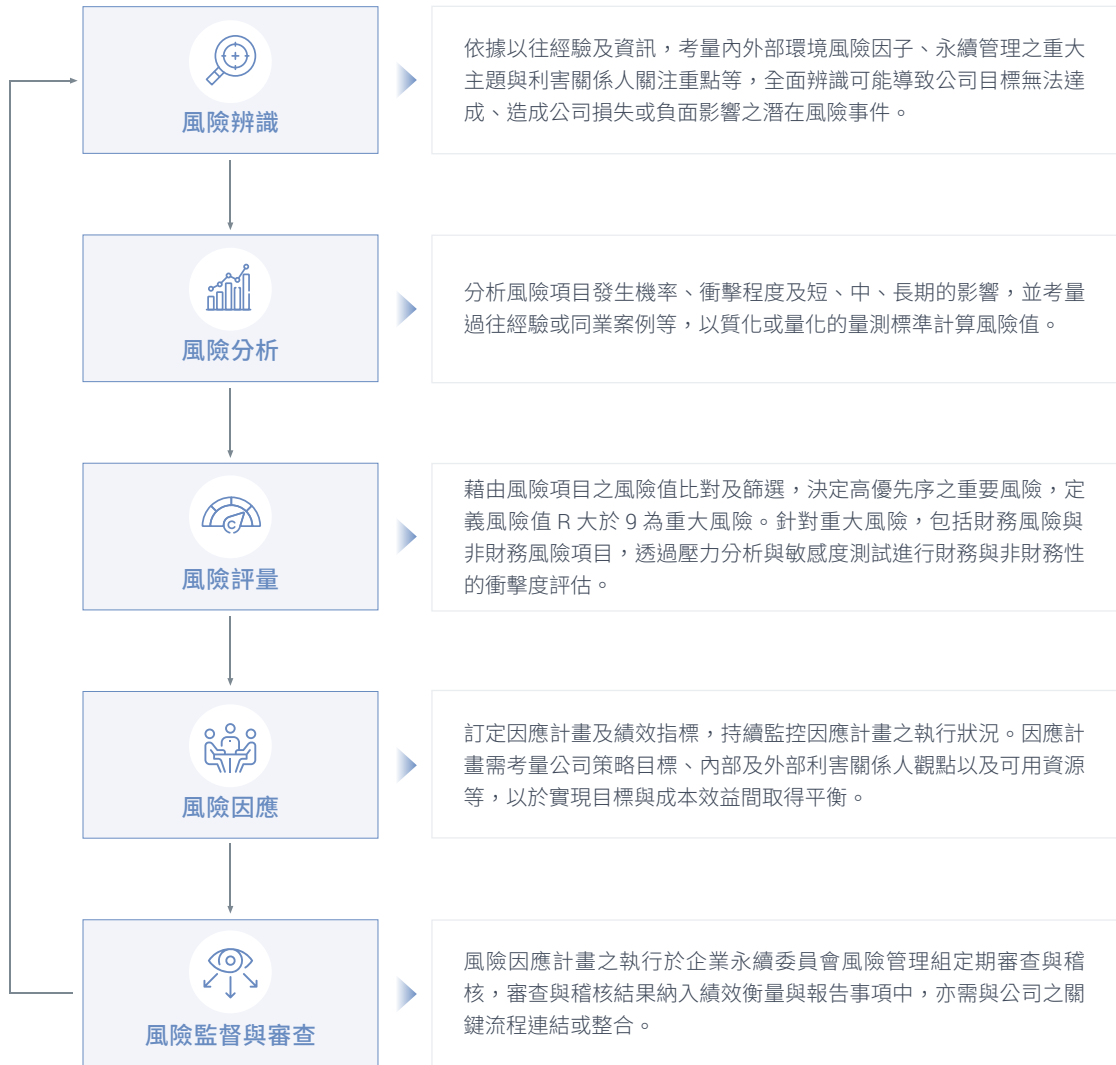 風險辨識
依據以往經驗及資訊，考量內外部環境風險因子、永續管理之重大
主題與利害關係人關注重點等，全面辨識可能導致公司目標無法達
成、造成公司損失或負面影響之潛在風險事件。
風險分析
分析風險項目發生機率、衝擊程度及短、中、長期的影響，並考量
過往經驗或同業案例等，以質化或量化的量測標準計算風險值。
風險評量
藉由風險項目之風險值比對及篩選，決定高優先序之重要風險，定
義風險值 R 大於 9 為重大風險。針對重大風險，包括財務風險與
非財務風險項目，透過壓力分析與敏感度測試進行財務與非財務性
的衝擊度評估。
風險因應
訂定因應計畫及績效指標，持續監控因應計畫之執行狀況。因應計
畫需考量公司策略目標、內部及外部利害關係人觀點以及可用資源
等，以於實現目標與成本效益間取得平衡。
風險監督與審查
風險因應計畫之執行於企業永續委員會風險管理組定期審查與稽
核，審查與稽核結果納入績效衡量與報告事項中，亦需與公司之關
鍵流程連結或整合。